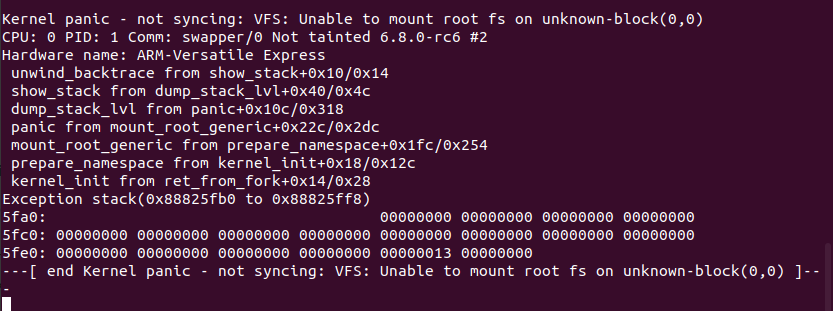 Kernel panic - not syncing: VFS: Unable to mount root fs on unknown-block(0,0)
CPU: 0 PID: 1 Comm: swapper/0 Not tainted 6.8.0-rc6 #2
Hardware name: ARM-Versatile Express
 unwind_backtrace from show_stack+0x10/0x14
 show_stack from dump_stack_lvl+0x40/0x4c
 dump_stack_lvl from panic+0x10c/0x318
 panic from mount_root_generic+0x22c/0x2dc
 mount_root_generic from prepare_namespace+0x1fc/0x254
 prepare_namespace from kernel_init+0x18/0x12c
 kernel_init from ret_from_fork+0x14/0x28
Exception stack(0x88825fb0 to 0x88825ff8)
5fa0:                                     00000000 00000000 00000000 00000000
5fc0: 00000000 00000000 00000000 00000000 00000000 00000000 00000000 00000000
5fe0: 00000000 00000000 00000000 00000000 00000013 00000000
---[ end Kernel panic - not syncing: VFS: Unable to mount root fs on unknown-block(0,0) ]--
-